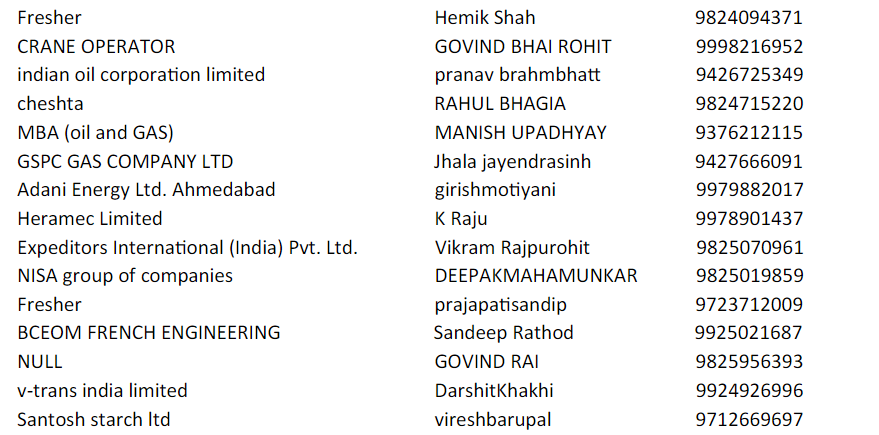 Fresher Hemik Shah 9824094371
CRANE OPERATOR GOVIND BHAI ROHIT 9998216952
indian oil corporation limited pranav brahmbhatt 9426725349
cheshta RAHUL BHAGIA 9824715220
MBA (oil and GAS) MANISH UPADHYAY 9376212115
GSPC GAS COMPANY LTD Jhala jayendrasinh 9427666091
Adani Energy Ltd. Ahmedabad girishmotiyani 9979882017
Heramec Limited K Raju 9978901437
Expeditors International (India) Pvt. Ltd. Vikram Rajpurohit 9825070961
NISA group of companies DEEPAKMAHAMUNKAR 9825019859
Fresher prajapatisandip 9723712009
BCEOM FRENCH ENGINEERING Sandeep Rathod 9925021687
NULL GOVIND RAI 9825956393
v-trans india limited DarshitKhakhi 9924926996
Santosh starch ltd vireshbarupal 9712669697